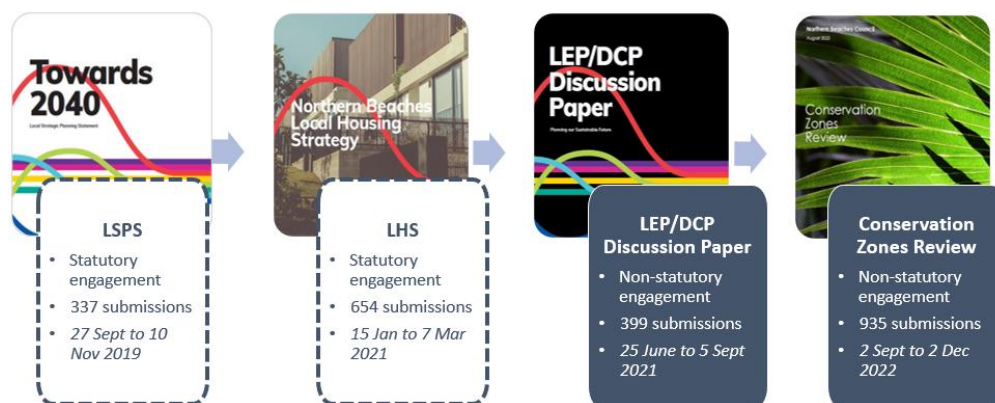 Towards
2040
Local Strategic Planning Statement
Northern Beaches
Local Housing
Strategy
LEP/DCP
Discussion
Paper
Planning our Sustainable Future
Northern Beaches Council
August 2022
Conservation
Zones
Review
LSPS
• Statutory
engagement
• 337 submissions
• 27 Sept to 10
Nov 2019
LHS
• Statutory
engagement
• 654 submissions
• 15 Jan to 7 Mar
2021
LEP/DCP
Discussion Paper
• Non-statutory
engagement
• 399 submissions
• 25 June to 5 Sept
2021
Conservation
Zones Review
• Non-statutory
engagement
• 935 submissions
• 2 Sept to 2 Dec
2022